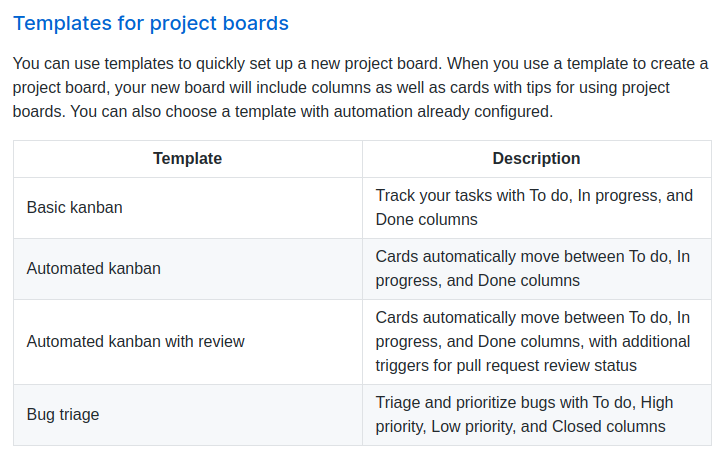 Templates for project boards
You can use templates to quickly set up a new project board. When you use a template to create a
project board, your new board will include columns as well as cards with tips for using project
boards. You can also choose a template with automation already configured.
Template Description
Basic kanban
Track your tasks with To do, In progress, and
Done columns
Automated kanban
Cards automatically move between To do, In
progress, and Done columns
Automated kanban with review
Cards automatically move between To do, In
progress, and Done columns, with additional
triggers for pull request review status
Bug triage
Triage and prioritize bugs with To do, High
priority, Low priority, and Closed columns